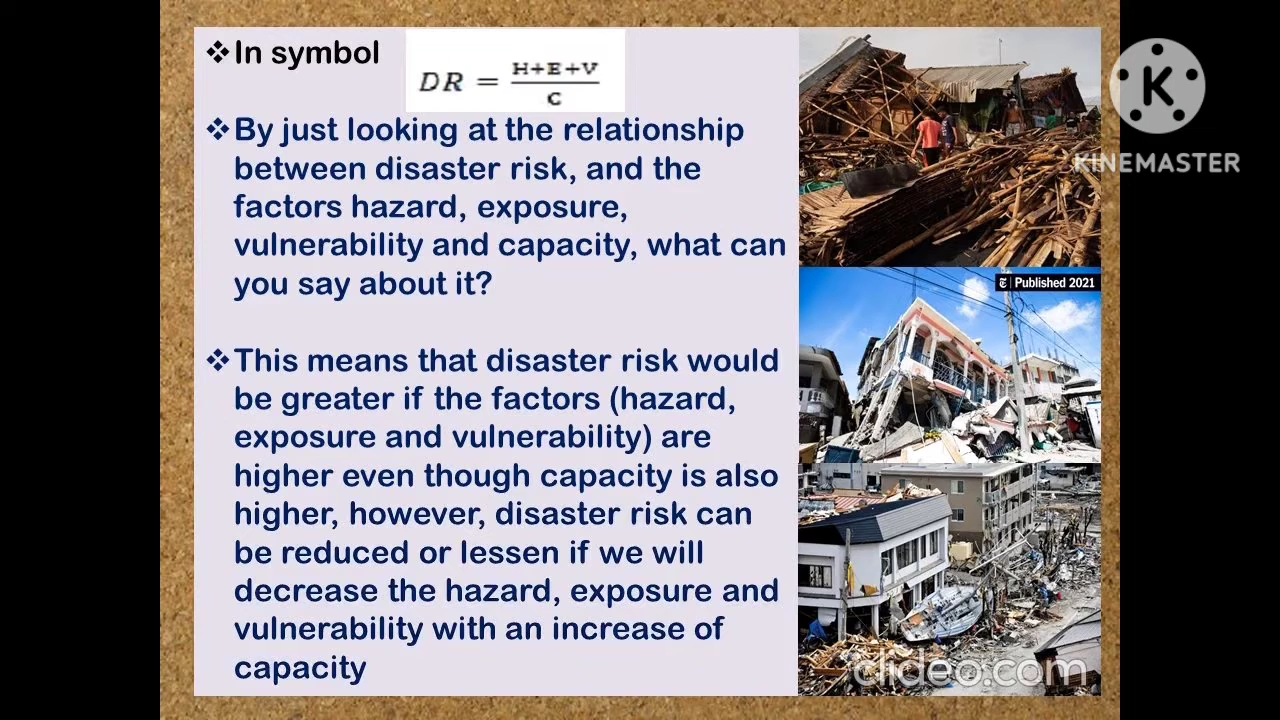 ❖In symbol
DR = H+E+V
C
❖By just looking at the relationship
between disaster risk, and the
factors hazard, exposure,
vulnerability and capacity, what can
you say about it?
❖This means that disaster risk would
be greater if the factors (hazard,
exposure and vulnerability) are
higher even though capacity is also
higher, however, disaster risk can
be reduced or lessen if we will
decrease the hazard, exposure and
vulnerability with an increase of
capacity
K
KINEMASTER
T | Published 2021
clideo.com